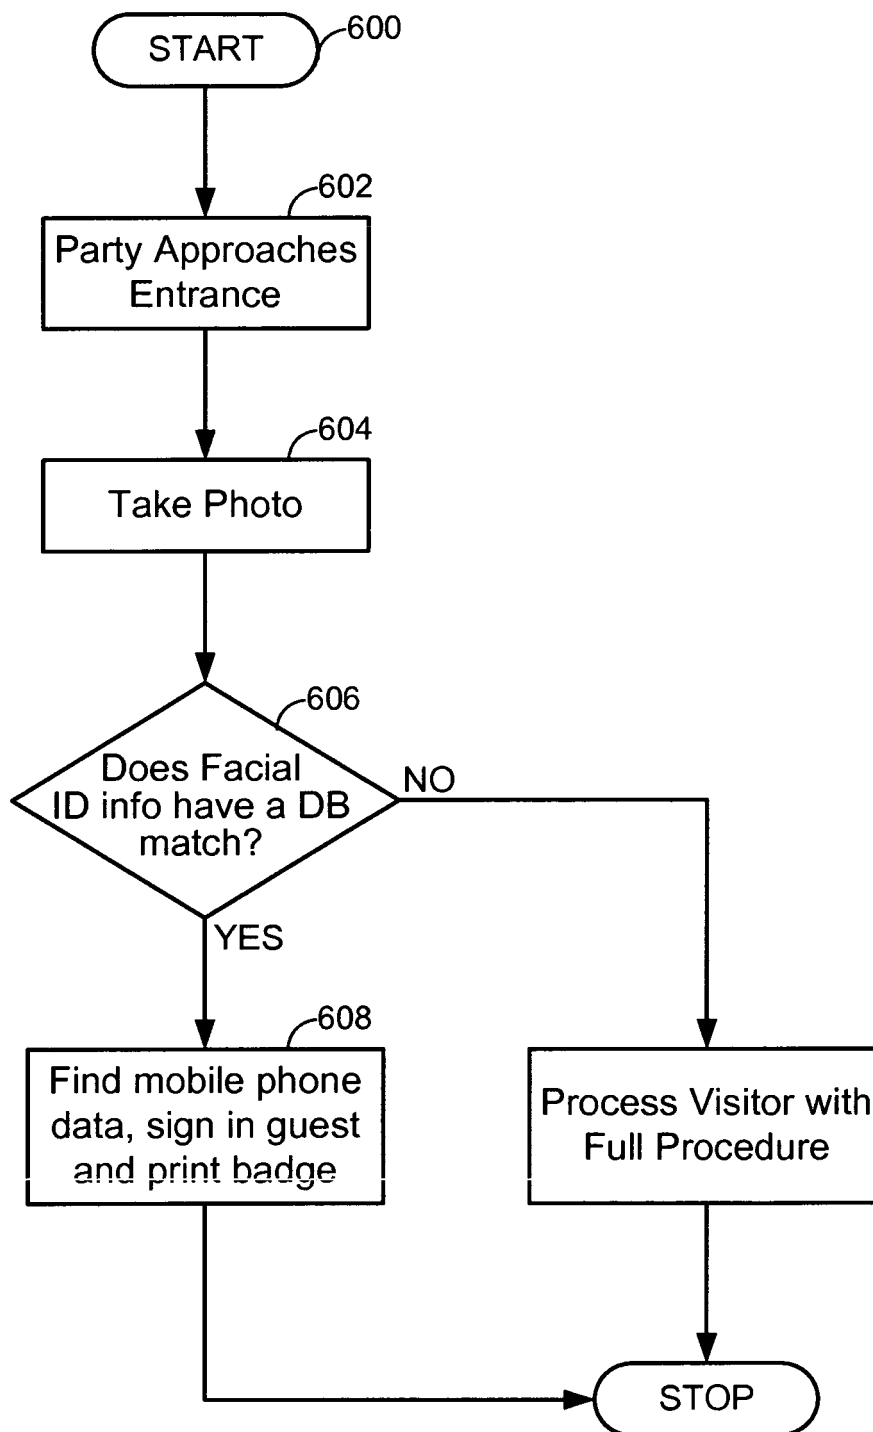 START
600
602
Party Approaches
Entrance
604
Take Photo
606
Does Facial
ID info have a DB
match?
NO
YES
608
Find mobile phone
data, sign in guest
and print badge
Process Visitor with
Full Procedure
STOP